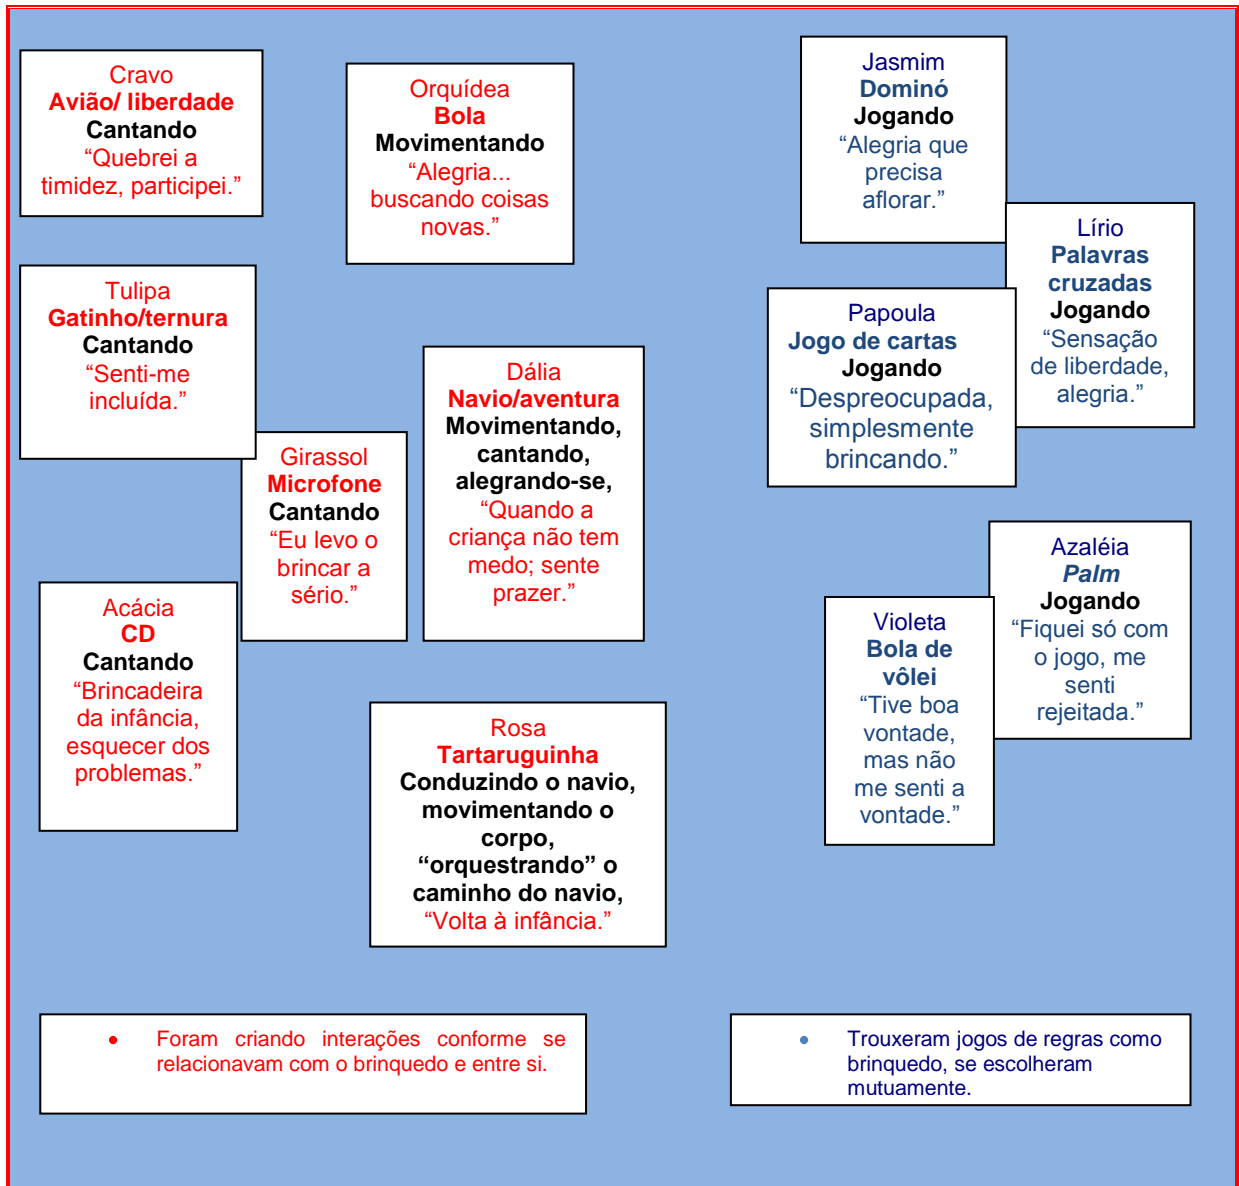 Cravo
Avião/ liberdade
Cantando
“Quebrei a
timidez, participei.”
Orquídea
Bola
Movimentando
“Alegria...
buscando coisas
novas.”
Jasmim
Dominó
Jogando
“Alegria que
precisa
aflorar.”
Lírio
Palavras
cruzadas
Jogando
“Sensação
de liberdade,
alegria.”
Tulipa
Gatinho/ternura
Cantando
“Senti-me
incluída.”
Papoula
Jogo de cartas
Jogando
“Despreocupada,
simplesmente
brincando.”
Dália
Navio/aventura
Movimentando,
cantando,
alegrando-se,
“Quando a
criança não tem
medo; sente
prazer.”
Girassol
Microfone
Cantando
“Eu levo o
brincar a
sério.”
Azaléia
Palm
Jogando
“Fiquei só com
o jogo, me
senti
rejeitada.”
Acácia
CD
Cantando
“Brincadeira
da infância,
esquecer dos
problemas.”
Violeta
Bola de
vôlei
“Tive boa
vontade,
mas não
me senti a
vontade.”
Rosa
Tartaruguinha
Conduzindo o navio,
movimentando o
corpo,
“orquestrando” o
caminho do navio,
“Volta à infância.”
• Foram criando interações conforme se
relacionavam com o brinquedo e entre si.
• Trouxeram jogos de regras como
brinquedo, se escolheram
mutuamente.